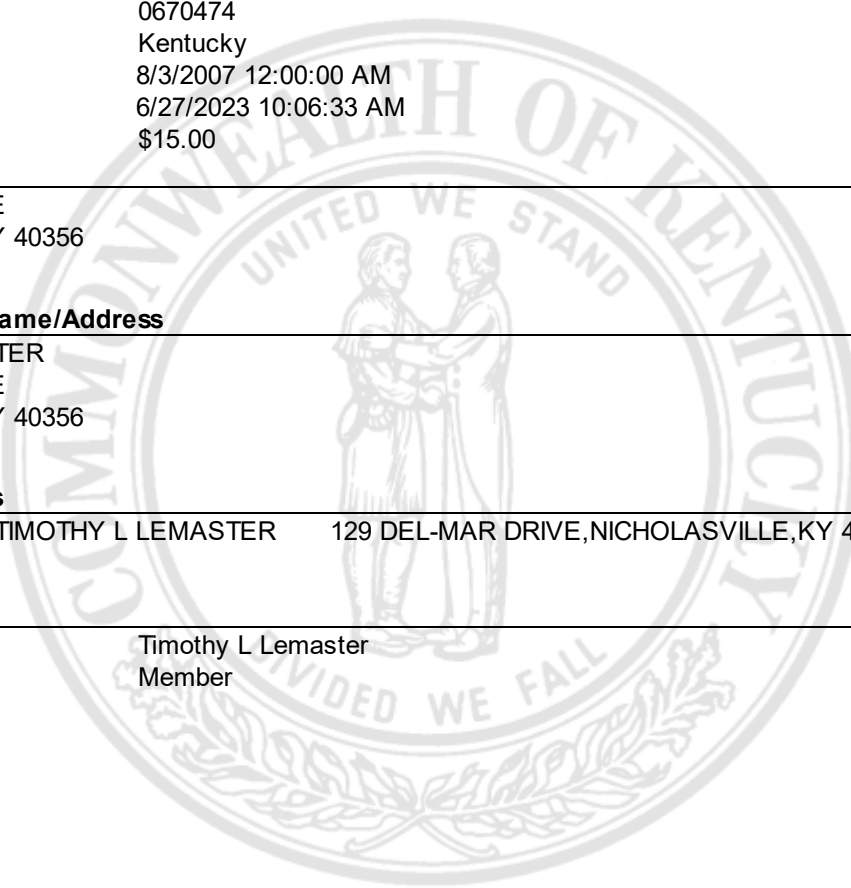 0670474
Kentucky
8/3/2007 12:00:00 AM
6/27/2023 10:06:33 AM
$15.00
E
Y 40356
ame/Address
TER
E
Y 40356
s
TIMOTHY L LEMASTER 129 DEL-MAR DRIVE,NICHOLASVILLE,KY 4
Timothy L Lemaster
Member
COMMONWEALTH OF KENTUCKY
UNITED WE STAND
DIVIDED WE FALL